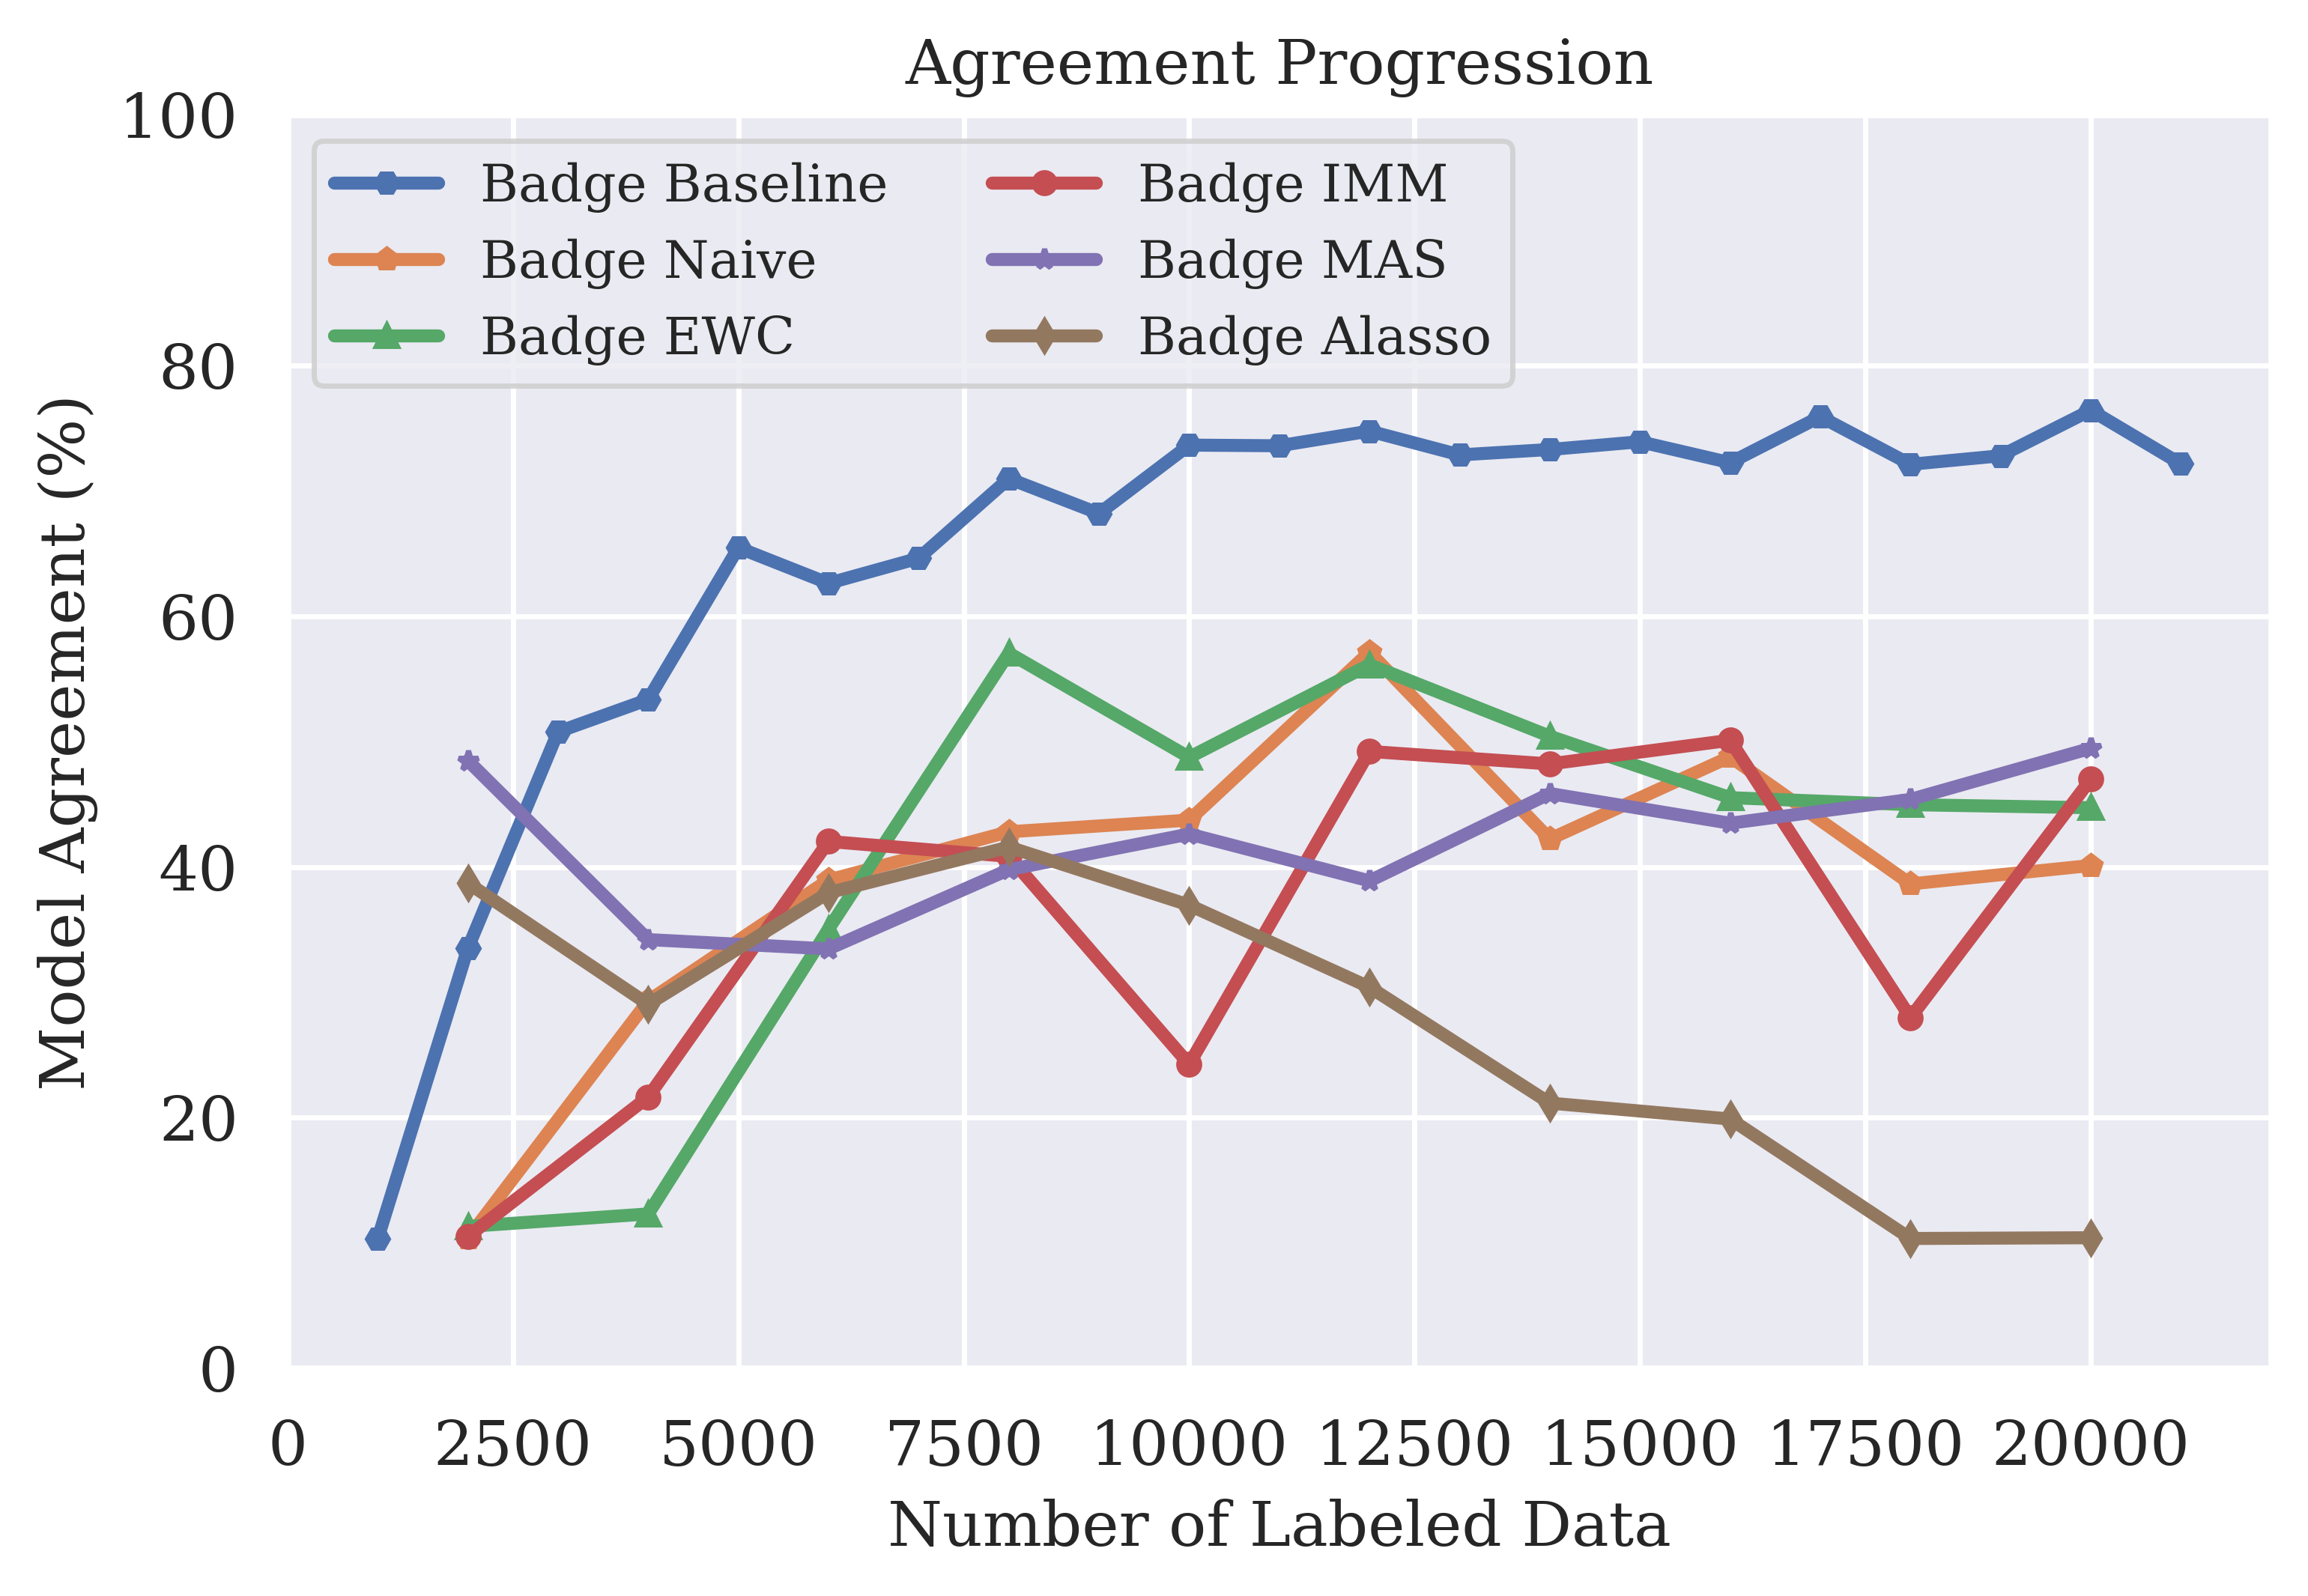 Agreement Progression
100
80
60
40
20
0
Model Agreement (%)
Badge Baseline
Badge Naive
Badge EWC
Badge IMM
Badge MAS
Badge Alasso
0 2500 5000 7500 10000 12500 15000 17500 20000
Number of Labeled Data